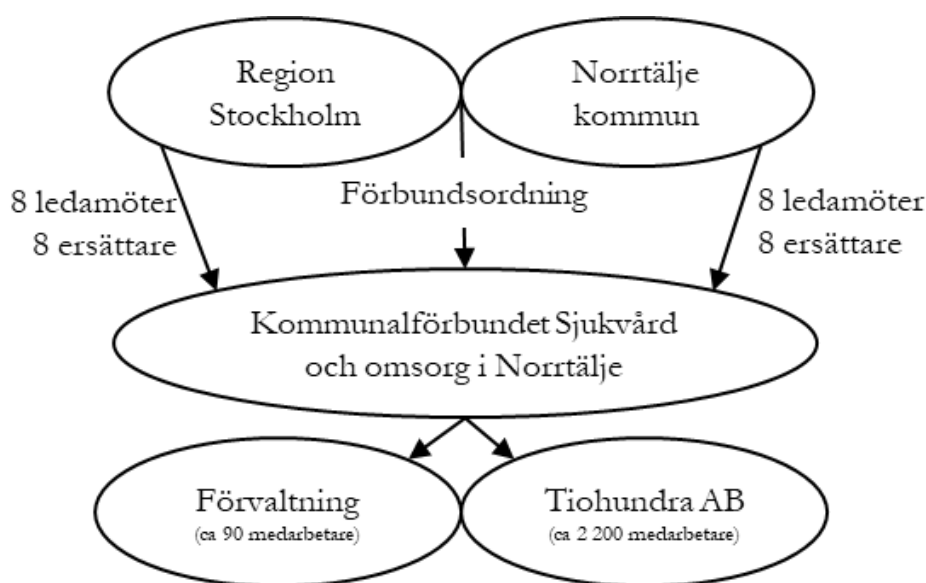 Region
Stockholm
Norrtälje
kommun
8 ledamöter
8 ersättare
Förbundsordning
8 ledamöter
8 ersättare
Kommunalförbundet Sjukvård
och omsorg i Norrtälje
Förvaltning
(ca 90 medarbetare)
Tiohundra AB
(ca 2 200 medarbetare)